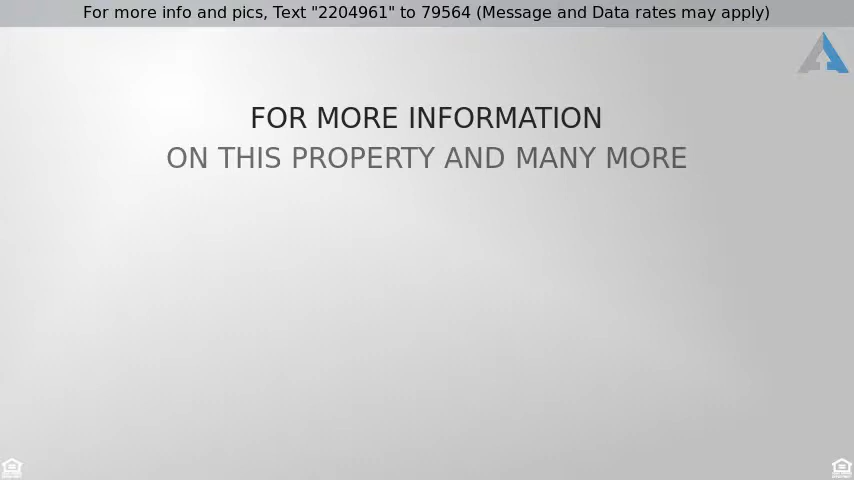 For more info and pics, Text "2204961" to 79564 (Message and Data rates may apply)
FOR MORE INFORMATION
ON THIS PROPERTY AND MANY MORE